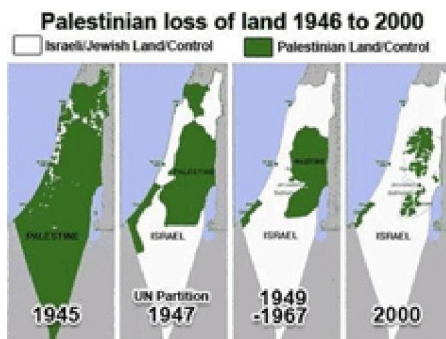 Palestinian loss of land 1946 to 2000
Israeli/Jewish Land/Control
Palestinian Land/Control
PALESTINE
1945
PALESTINE
ISRAEL
UN Partition
1947
ISRAEL
1949
-1967
ISRAEL
2000